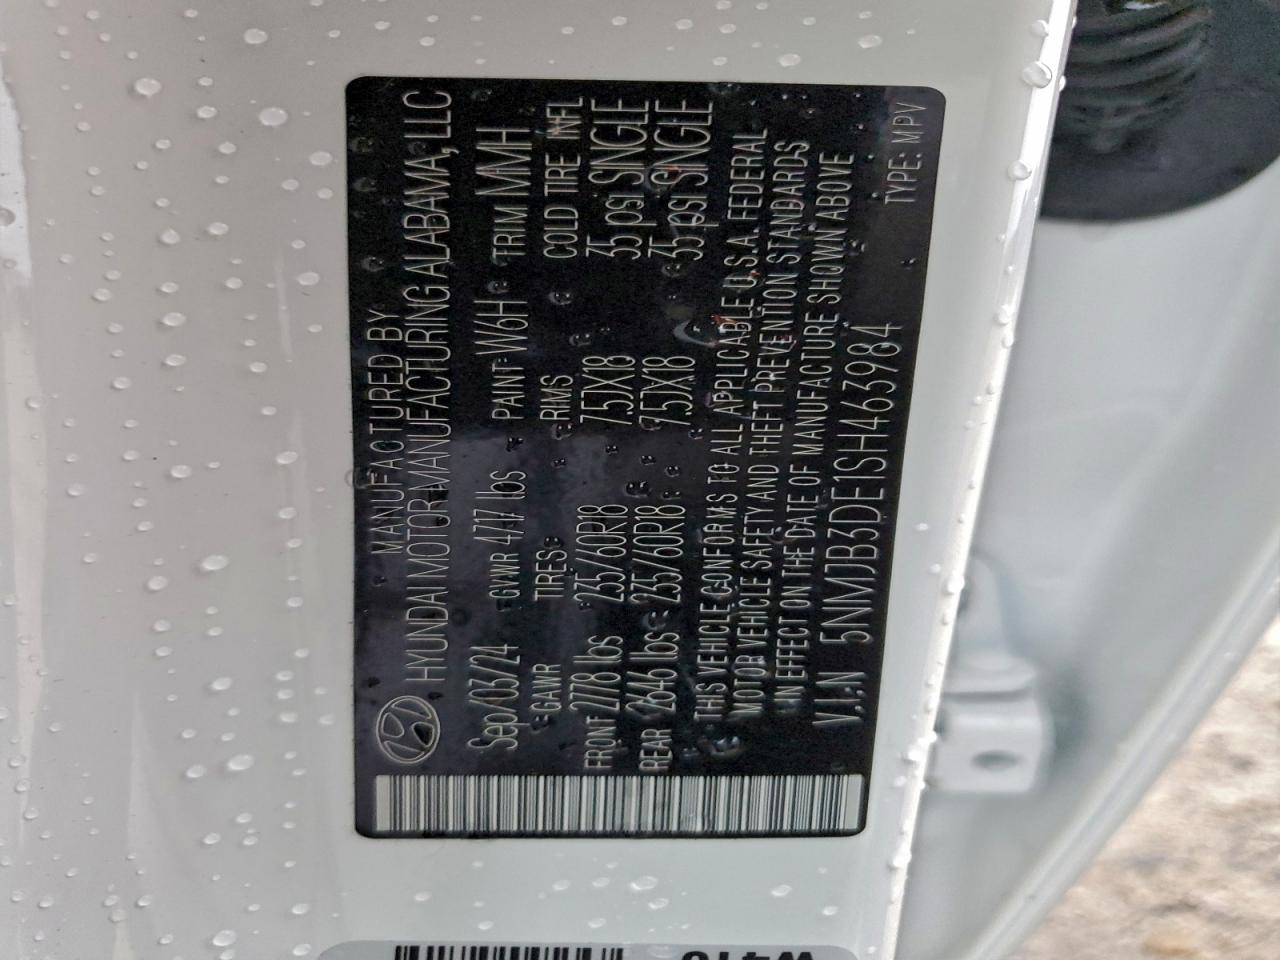 MANUFACTURED BY
HYUNDAI MOTOR MANUFACTURING ALABAMA, LLC
Sep/03/24 GVWR 4717 lbs PAINT: W6H TRIM MMH
GAWR TIRES RIMS COLD TIRE INFL
FRONT 2778 lbs 235/60R18 7.5JX18 35 psi SINGLE
REAR 2646 lbs 235/60R18 7.5JX18 35 psi SINGLE
THIS VEHICLE CONFORMS TO ALL APPLICABLE U.S.A. FEDERAL
MOTOR VEHICLE SAFETY AND THEFT PREVENTION STANDARDS
IN EFFECT ON THE DATE OF MANUFACTURE SHOWN ABOVE
V.I.N 5NMJB3DE1SH463984
TYPE: MPV